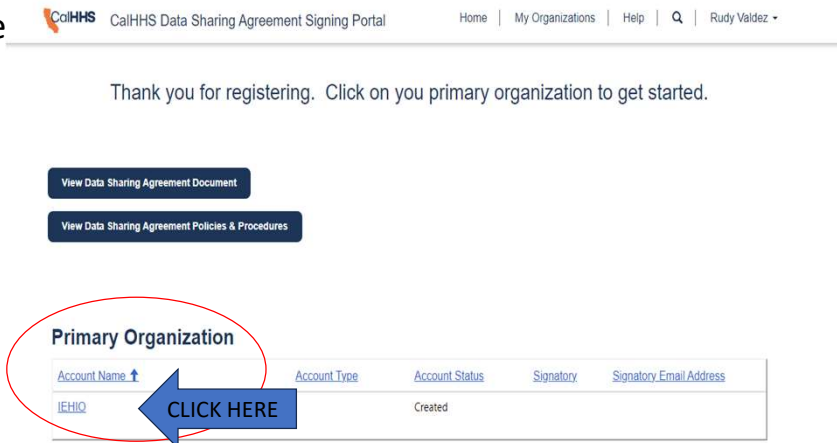 e
CalHHS CalHHS Data Sharing Agreement Signing Portal Home | My Organizations | Help | Rudy Valdez
Thank you for registering. Click on you primary organization to get started.
View Data Sharing Agreement Document
View Data Sharing Agreement Policies & Procedures
Primary Organization
Account Name Account Type Account Status Signatory Signatory Email Address
IEHIO CLICK HERE Created